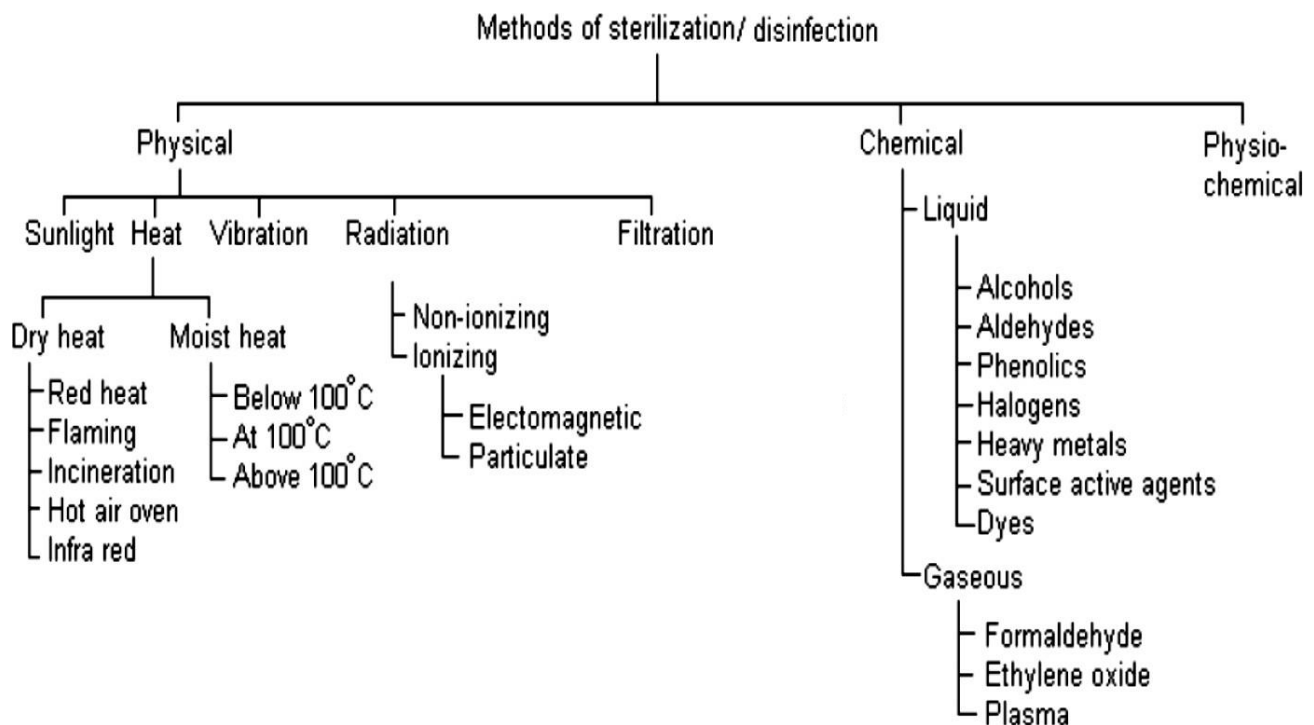 Methods of sterilization/ disinfection
Physical
Chemical
Physio-
chemical
Sunlight
Heat
Vibration
Radiation
Filtration
Dry heat
Red heat
Flaming
Incineration
Hot air oven
Infra red
Moist heat
Below 100°C
At 100°C
Above 100°C
Non-ionizing
Ionizing
Electomagnetic
Particulate
Liquid
Alcohols
Aldehydes
Phenolics
Halogens
Heavy metals
Surface active agents
Dyes
Gaseous
Formaldehyde
Ethylene oxide
Plasma